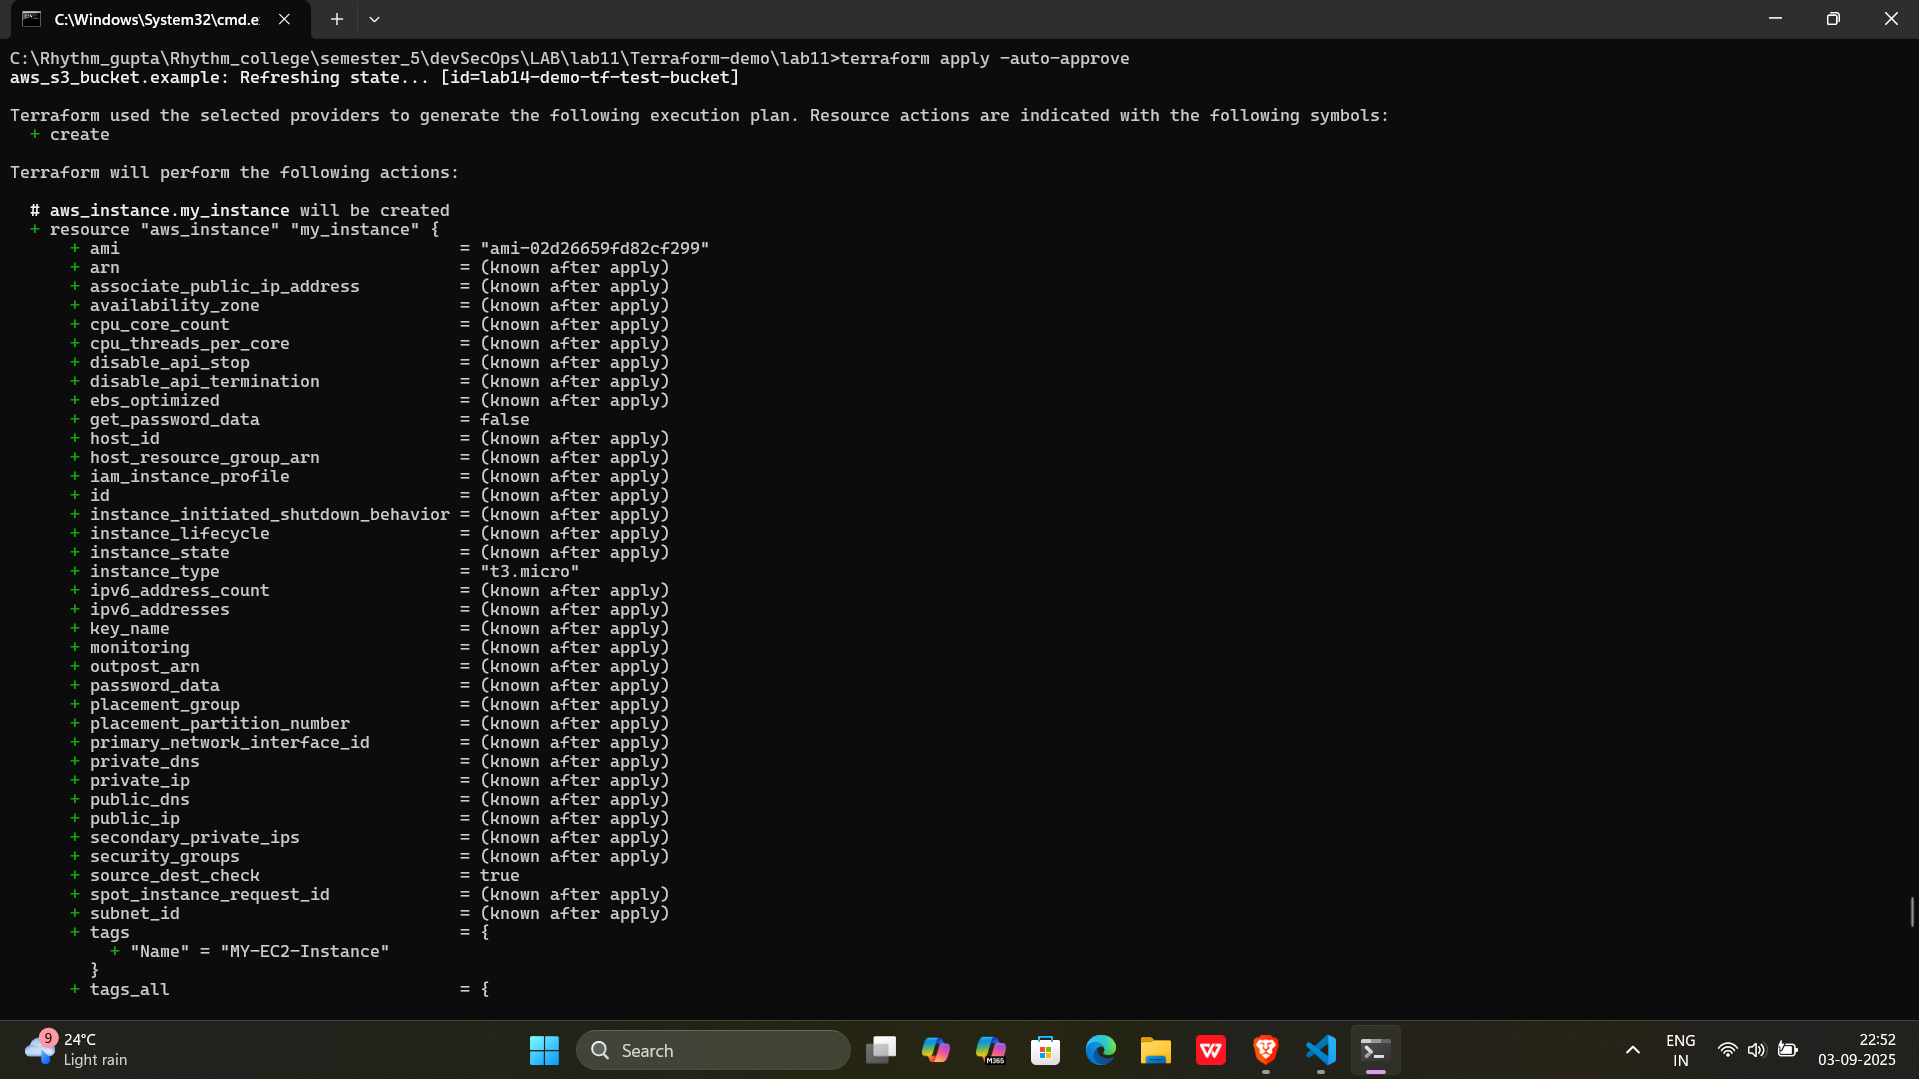 C:\Windows\System32\cmd.e
C:\Rhythm_gupta\Rhythm_college\semester_5\devSecOps\LAB\lab11\Terraform-demo\lab11>terraform apply -auto-approve
aws_s3_bucket.example: Refreshing state... [id=lab14-demo-tf-test-bucket]
Terraform used the selected providers to generate the following execution plan. Resource actions are indicated with the following symbols:
+ create
Terraform will perform the following actions:
# aws_instance.my_instance will be created
+ resource "aws_instance" "my_instance" {
+ ami = "ami-02d26659fd82cf299"
+ arn = (known after apply)
+ associate_public_ip_address = (known after apply)
+ availability_zone = (known after apply)
+ cpu_core_count = (known after apply)
+ cpu_threads_per_core = (known after apply)
+ disable_api_stop = (known after apply)
+ disable_api_termination = (known after apply)
+ ebs_optimized = (known after apply)
+ get_password_data = false
+ host_id = (known after apply)
+ host_resource_group_arn = (known after apply)
+ iam_instance_profile = (known after apply)
+ id = (known after apply)
+ instance_initiated_shutdown_behavior = (known after apply)
+ instance_lifecycle = (known after apply)
+ instance_state = (known after apply)
+ instance_type = "t3.micro"
+ ipv6_address_count = (known after apply)
+ ipv6_addresses = (known after apply)
+ key_name = (known after apply)
+ monitoring = (known after apply)
+ outpost_arn = (known after apply)
+ password_data = (known after apply)
+ placement_group = (known after apply)
+ placement_partition_number = (known after apply)
+ primary_network_interface_id = (known after apply)
+ private_dns = (known after apply)
+ private_ip = (known after apply)
+ public_dns = (known after apply)
+ public_ip = (known after apply)
+ secondary_private_ips = (known after apply)
+ security_groups = (known after apply)
+ source_dest_check = true
+ spot_instance_request_id = (known after apply)
+ subnet_id = (known after apply)
+ tags = {
+ "Name" = "MY-EC2-Instance"
}
+ tags_all = {
9
24°C
Light rain
Search
M365
W
ENG
IN
22:52
03-09-2025